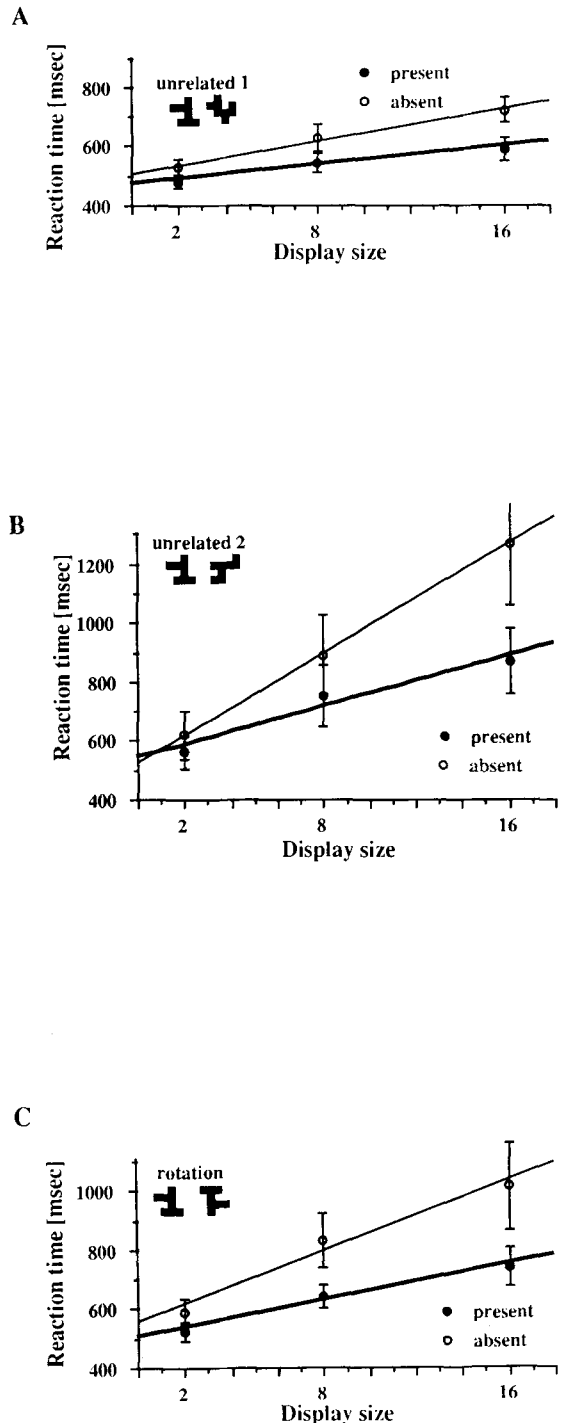 A
Reaction time [msec]
800
600
400
unrelated 1
present
absent
2
8
16
Display size
B
Reaction time [msec]
1200
1000
800
600
400
unrelated 2
present
absent
2
8
16
Display size
C
Reaction time [msec]
1000
800
600
400
rotation
present
absent
2
8
16
Display size